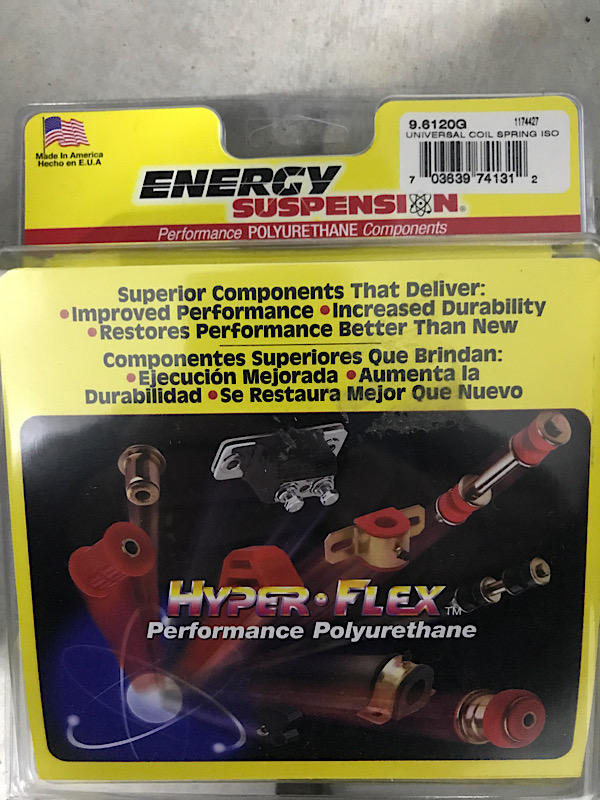 9.6120G 1174427
UNIVERSAL COIL SPRING ISO
7 03639 74131 2
Made In America
Hecho en E.U.A
ENERGY
SUSPENSION®
Performance POLYURETHANE Components
Superior Components That Deliver:
•Improved Performance •Increased Durability
•Restores Performance Better Than New
Componentes Superiores Que Brindan:
•Ejecución Mejorada •Aumenta la
Durabilidad •Se Restaura Mejor Que Nuevo
HYPER•FLEX™
Performance Polyurethane